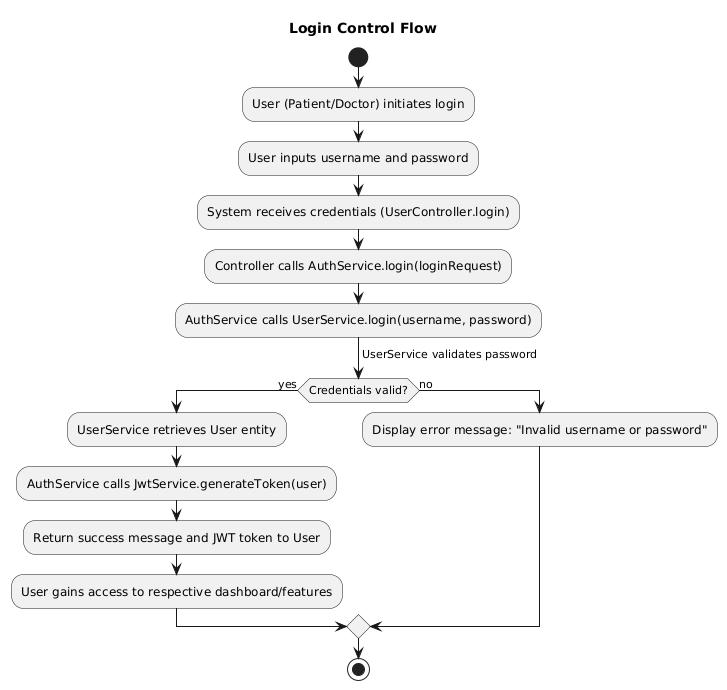 Login Control Flow
User (Patient/Doctor) initiates login
User inputs username and password
System receives credentials (UserController.login)
Controller calls AuthService.login(loginRequest)
AuthService calls UserService.login(username, password)
UserService validates password
yes
Credentials valid?
no
UserService retrieves User entity
Display error message: "Invalid username or password"
AuthService calls JwtService.generateToken(user)
Return success message and JWT token to User
User gains access to respective dashboard/features